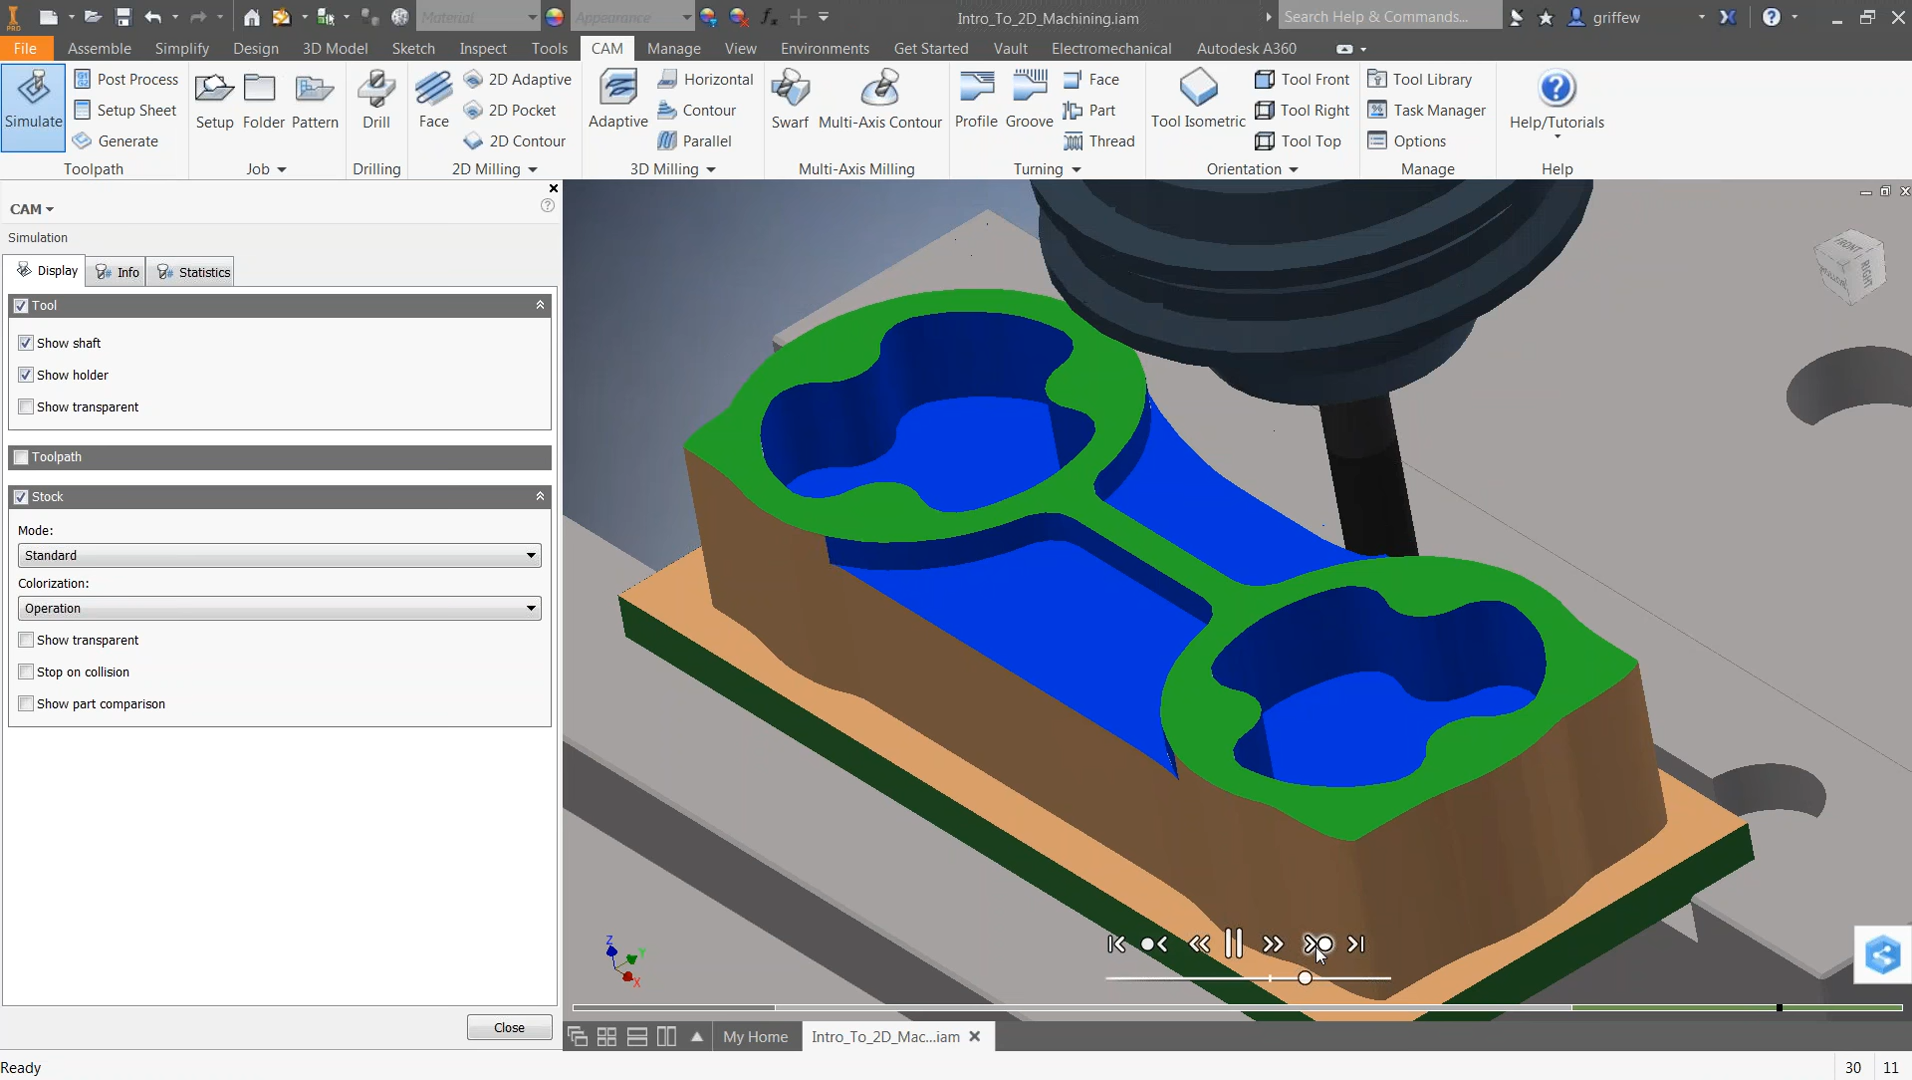 PRO
Material
Appearance
fx
Intro_To_2D_Machining.iam
Search Help & Commands...
griffew
File
Assemble
Simplify
Design
3D Model
Sketch
Inspect
Tools
CAM
Manage
View
Environments
Get Started
Vault
Electromechanical
Autodesk A360
Simulate
Post Process
Setup Sheet
Generate
Toolpath
Setup
Folder
Pattern
Job
Drill
Drilling
Face
2D Adaptive
2D Pocket
2D Contour
2D Milling
Adaptive
Horizontal
Contour
Parallel
3D Milling
Swarf
Multi-Axis Contour
Multi-Axis Milling
Profile
Groove
Face
Part
Thread
Turning
Tool Isometric
Tool Front
Tool Right
Tool Top
Orientation
Tool Library
Task Manager
Options
Manage
Help/Tutorials
Help
CAM
Simulation
Display
Info
Statistics
Tool
Show shaft
Show holder
Show transparent
Toolpath
Stock
Mode:
Standard
Colorization:
Operation
Show transparent
Stop on collision
Show part comparison
Close
FRONT
RIGHT
Z
Y
X
My Home
Intro_To_2D_Mac...iam
Ready
30
11